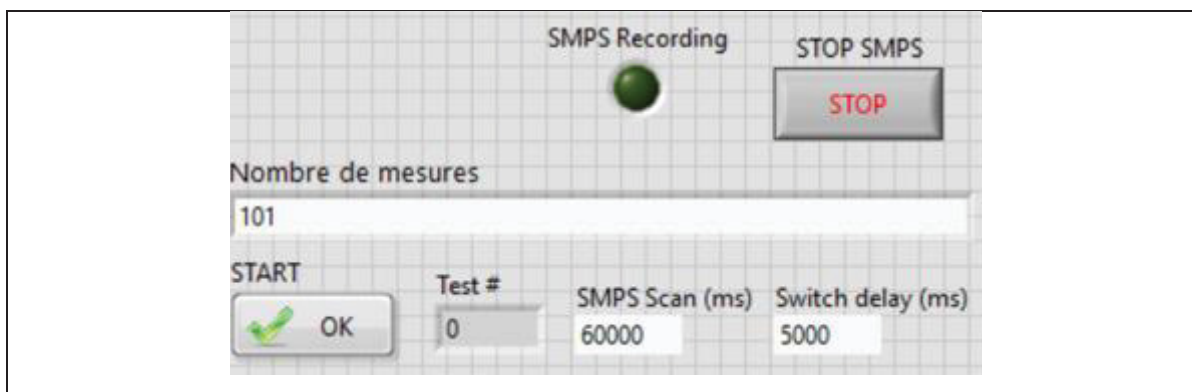 SMPS Recording
STOP SMPS
STOP
Nombre de mesures
101
START
OK
Test #
0
SMPS Scan (ms)
60000
Switch delay (ms)
5000